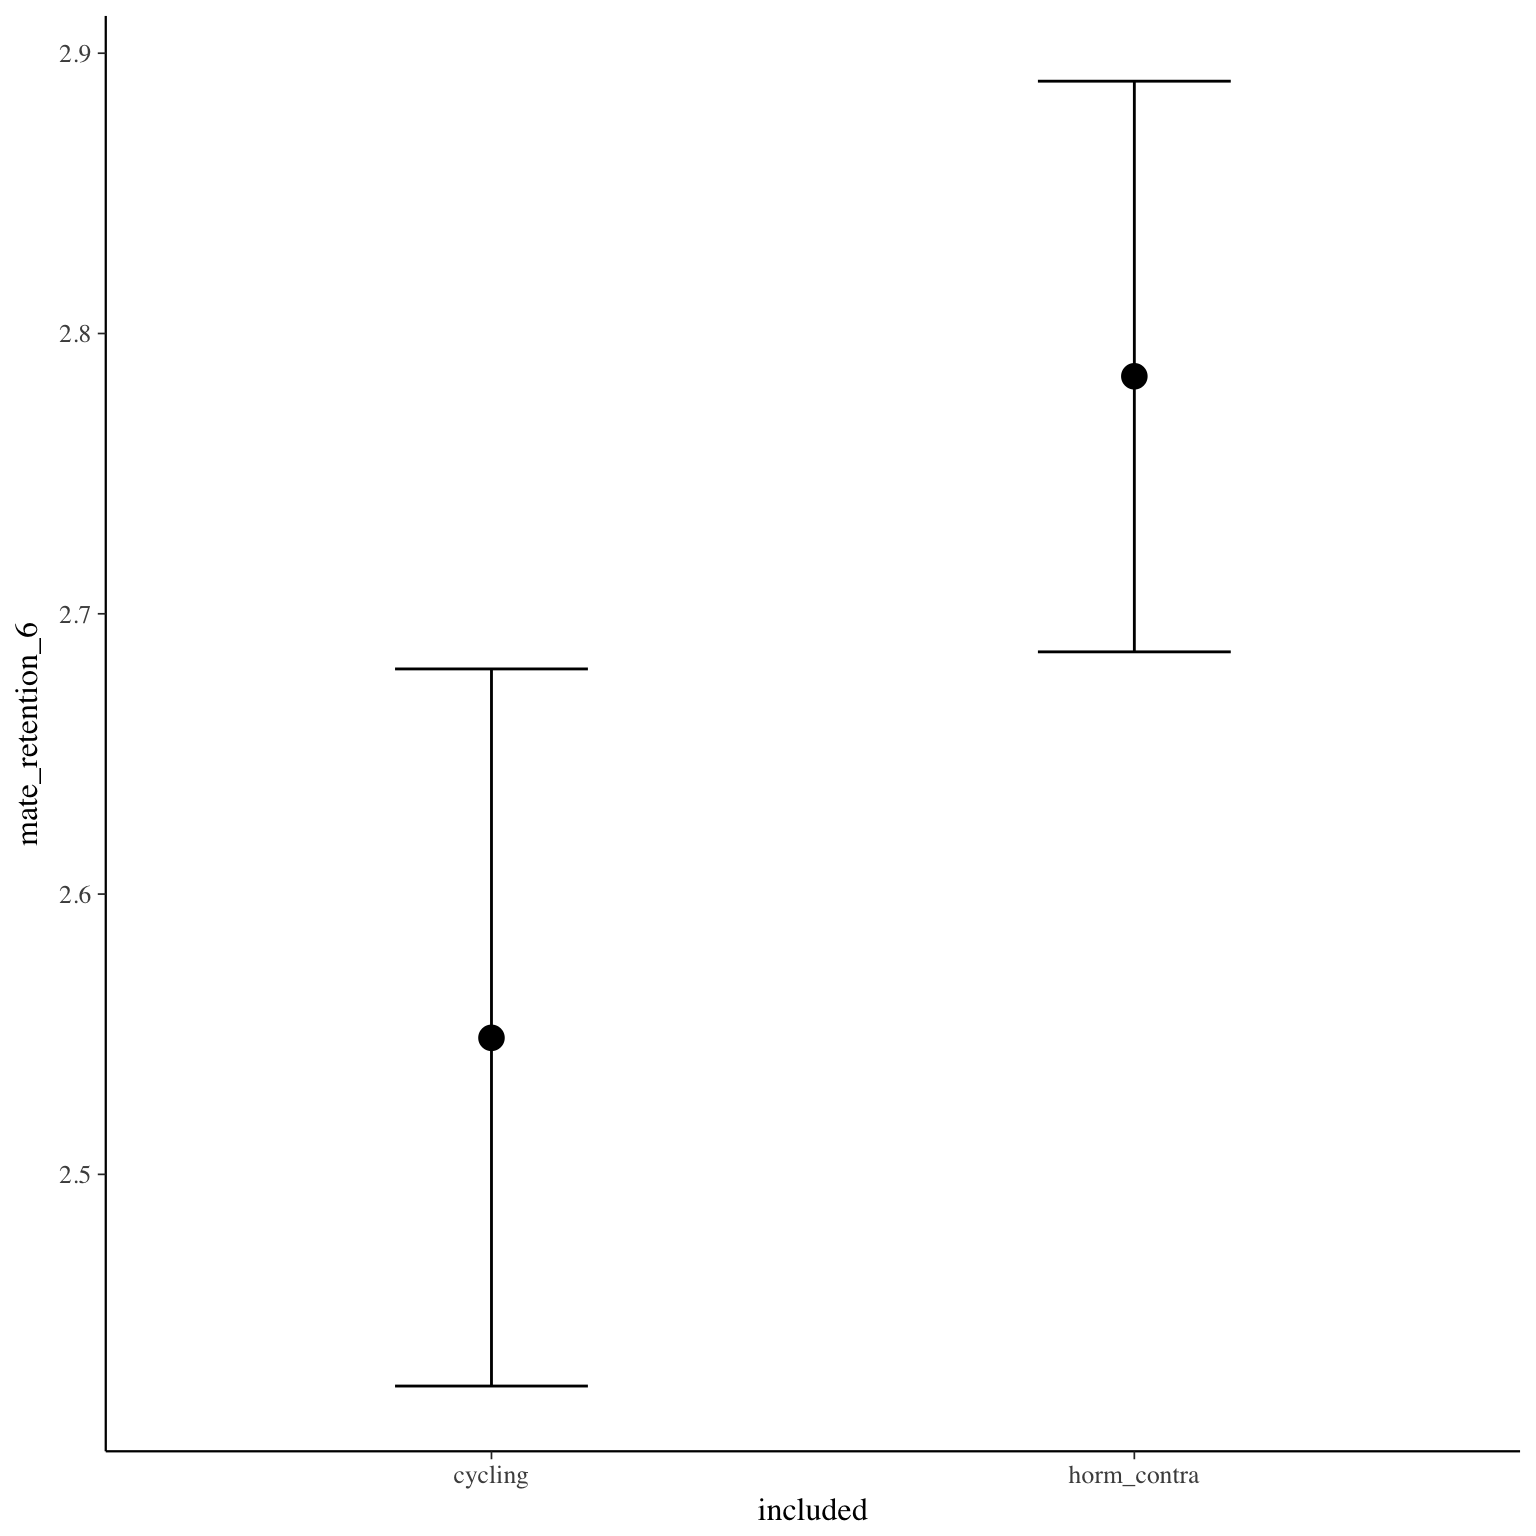 2.9
2.8
2.7
2.6
2.5
mate_retention_6
cycling
horm_contra
included